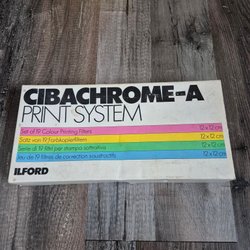 CIBACHROME-A
PRINT SYSTEM
Set of 19 Colour Printing Filters 12 x 12 cm
Satz von 19 Farbkopierfiltern 12 x 12 cm
Serie di 19 filtri per stampa sottrattiva 12 x 12 cm
Jeu de 19 filtres de correction soustractifs 12 x 12 cm
ILFORD